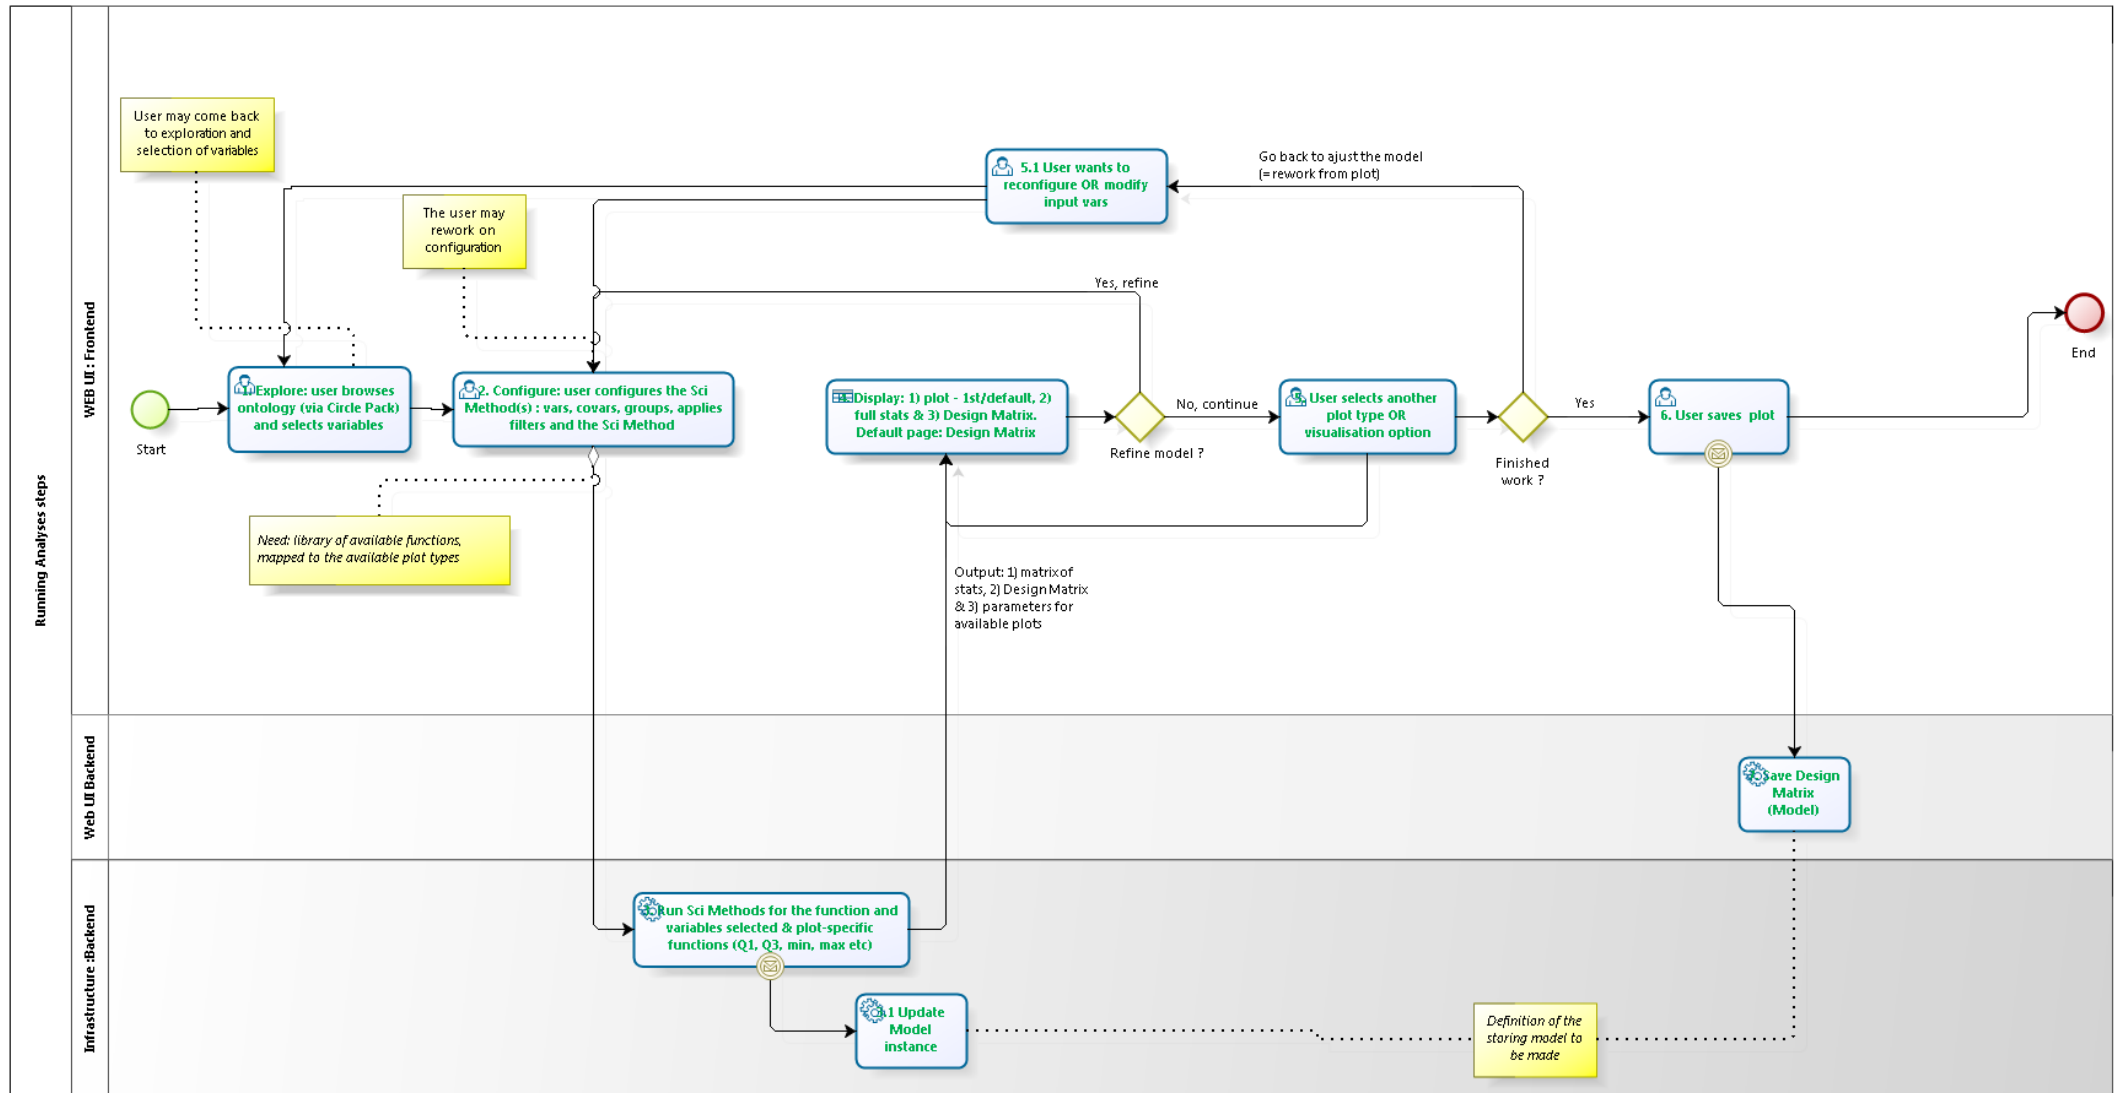 Running Analyses steps
WEB UI : Frontend
User may come back
to exploration and
selection of variables
The user may
rework on
configuration
5.1 User wants to
reconfigure OR modify
input vars
Go back to ajust the model
(=rework from plot)
Yes, refine
Start
Explore: user browses
ontology (via Circle Pack)
and selects variables
2. Configure: user configures the Sci
Method(s) : vars, covars, groups, applies
filters and the Sci Method
Display: 1) plot - 1st/default, 2)
full stats & 3) Design Matrix.
Default page: Design Matrix
Refine model ?
No, continue
User selects another
plot type OR
visualisation option
Finished
work ?
Yes
6. User saves plot
End
Need: library of available functions,
mapped to the available plot types
Output: 1) matrix of
stats, 2) Design Matrix
& 3) parameters for
available plots
Web UI Backend
Save Design
Matrix
(Model)
Infrastructure :Backend
Run Sci Methods for the function and
variables selected & plot-specific
functions (Q1, Q3, min, max etc)
.1 Update
Model
instance
Definition of the
storing model to
be made